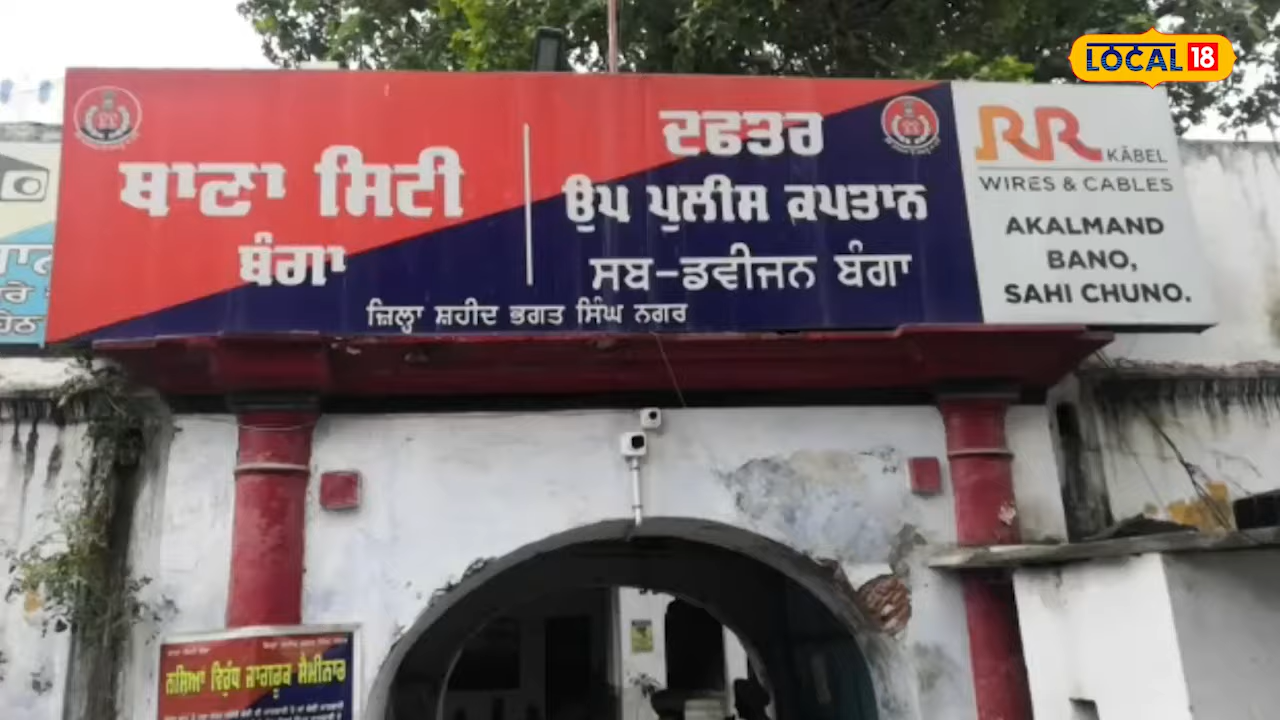 LOCAL 18
ਥਾਣਾ ਸਿਟੀ
ਬੰਗਾ
ਦਫਤਰ
ਉਪ ਪੁਲੀਸ ਕਪਤਾਨ
ਸਬ-ਡਵੀਜਨ ਬੰਗਾ
ਜ਼ਿਲ੍ਹਾ ਸ਼ਹੀਦ ਭਗਤ ਸਿੰਘ ਨਗਰ
RR KĀBEL
WIRES & CABLES
AKALMAND
BANO,
SAHI CHUNO.
ਨਸ਼ਿਆਂ ਵਿਰੁੱਧ ਜਾਗਰੂਕ ਸੈਮੀਨਾਰ